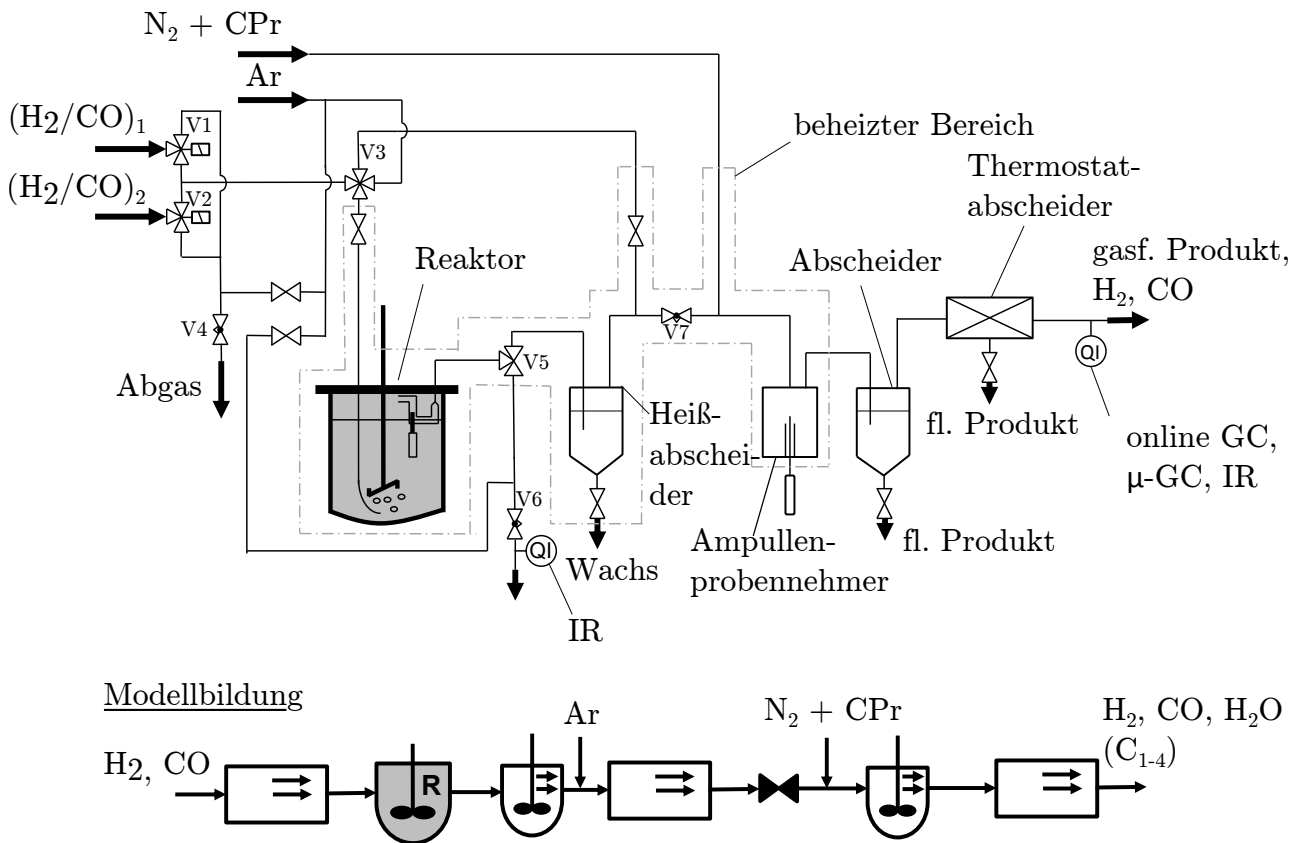 N₂ + CPr
Ar
(H2/CO)₁
V1
(H2/CO)₂
V2
V3
beheizter Bereich
Thermostat-
abscheider
Reaktor
Abscheider
gasf. Produkt,
H₂, CO
V4
V5
V7
QI
Abgas
Heiß-
abschei-
der
fl. Produkt
online GC,
µ-GC, IR
V6
QI
Wachs
Ampullen-
probennehmer
fl. Produkt
IR
Modellbildung
H2, CO
R
Ar
N₂ + CPr
H₂, CO, H₂O
(C₁₋₄)